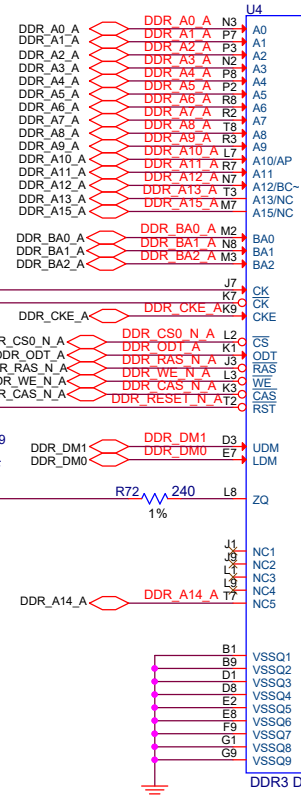 U4
DDR_A0_A DDR_A0_A N3 A0
DDR_A1_A DDR_A1_A P7 A1
DDR_A2_A DDR_A2_A P3 A2
DDR_A3_A DDR_A3_A N2 A3
DDR_A4_A DDR_A4_A P8 A4
DDR_A5_A DDR_A5_A P2 A5
DDR_A6_A DDR_A6_A R8 A6
DDR_A7_A DDR_A7_A R2 A7
DDR_A8_A DDR_A8_A T8 A8
DDR_A9_A DDR_A9_A R3 A9
DDR_A10_A DDR_A10_A L7 A10/AP
DDR_A11_A DDR_A11_A R7 A11
DDR_A12_A DDR_A12_A N7 A12/BC~
DDR_A13_A DDR_A13_A T3 A13/NC
DDR_A15_A DDR_A15_A M7 A15/NC
DDR_BA0_A DDR_BA0_A M2 BA0
DDR_BA1_A DDR_BA1_A N8 BA1
DDR_BA2_A DDR_BA2_A M3 BA2
J7 CK
K7 CK
DDR_CKE_A DDR_CKE_A K9 CKE
R_CS0_N_A DDR_CS0_N_A L2 CS
DDR_ODT_A DDR_ODT_A K1 ODT
R_RAS_N_A DDR_RAS_N_A J3 RAS
R_WE_N_A DDR_WE_N_A L3 WE
R_CAS_N_A DDR_CAS_N_A K3 CAS
DDR_RESET_N_A T2 RST
9
DDR_DM1 DDR_DM1 D3 UDM
DDR_DM0 DDR_DM0 E7 LDM
R72 240 L8 ZQ
1%
J1 NC1
J9 NC2
L1 NC3
L9 NC4
DDR_A14_A DDR_A14_A T7 NC5
B1 VSSQ1
B9 VSSQ2
D1 VSSQ3
D8 VSSQ4
E2 VSSQ5
E8 VSSQ6
F9 VSSQ7
G1 VSSQ8
G9 VSSQ9
DDR3 D